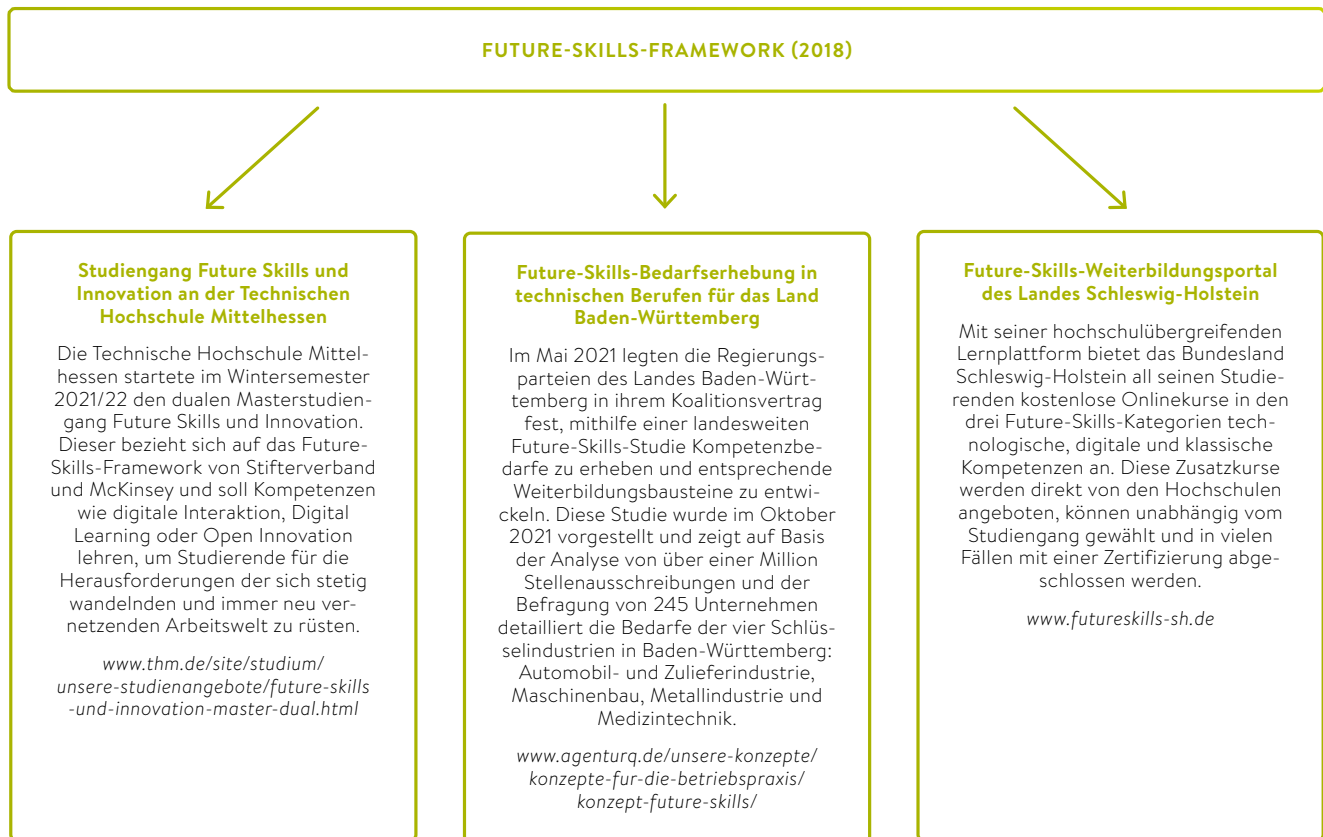 FUTURE-SKILLS-FRAMEWORK (2018)
Studiengang Future Skills und
Innovation an der Technischen
Hochschule Mittelhessen
Die Technische Hochschule Mittel-
hessen startete im Wintersemester
2021/22 den dualen Masterstudien-
gang Future Skills und Innovation.
Dieser bezieht sich auf das Future-
Skills-Framework von Stifterverband
und McKinsey und soll Kompetenzen
wie digitale Interaktion, Digital
Learning oder Open Innovation
lehren, um Studierende für die
Herausforderungen der sich stetig
wandelnden und immer neu ver-
netzenden Arbeitswelt zu rüsten.
www.thm.de/site/studium/
unsere-studienangebote/future-skills
-und-innovation-master-dual.html
Future-Skills-Bedarfserhebung in
technischen Berufen für das Land
Baden-Württemberg
Im Mai 2021 legten die Regierungs-
parteien des Landes Baden-Würt-
temberg in ihrem Koalitionsvertrag
fest, mithilfe einer landesweiten
Future-Skills-Studie Kompetenzbe-
darfe zu erheben und entsprechende
Weiterbildungsbausteine zu entwi-
ckeln. Diese Studie wurde im Oktober
2021 vorgestellt und zeigt auf Basis
der Analyse von über einer Million
Stellenausschreibungen und der
Befragung von 245 Unternehmen
detailliert die Bedarfe der vier Schlüs-
selindustrien in Baden-Württemberg:
Automobil- und Zulieferindustrie,
Maschinenbau, Metallindustrie und
Medizintechnik.
www.agenturq.de/unsere-konzepte/
konzepte-fur-die-betriebspraxis/
konzept-future-skills/
Future-Skills-Weiterbildungsportal
des Landes Schleswig-Holstein
Mit seiner hochschulübergreifenden
Lernplattform bietet das Bundesland
Schleswig-Holstein all seinen Studie-
renden kostenlose Onlinekurse in den
drei Future-Skills-Kategorien tech-
nologische, digitale und klassische
Kompetenzen an. Diese Zusatzkurse
werden direkt von den Hochschulen
angeboten, können unabhängig vom
Studiengang gewählt und in vielen
Fällen mit einer Zertifizierung abge-
schlossen werden.
www.futureskills-sh.de